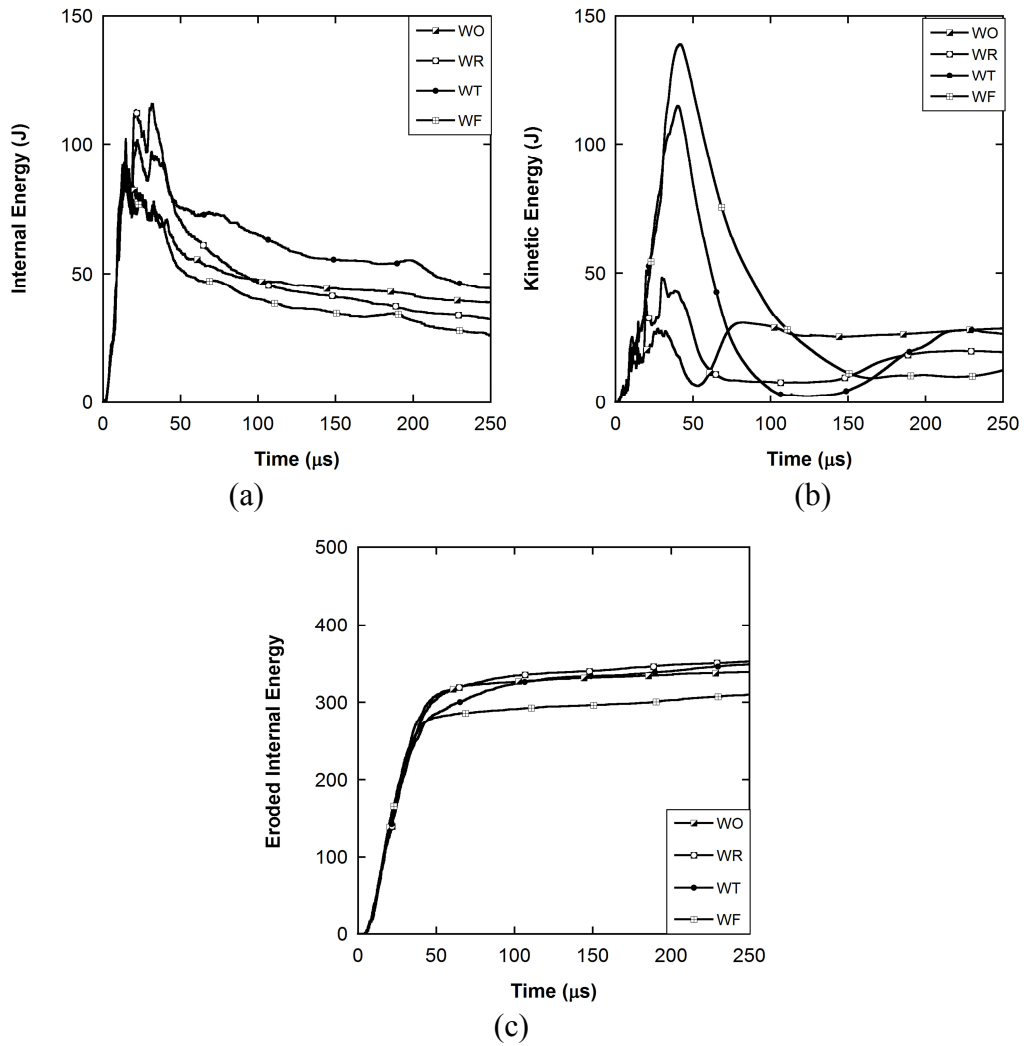 150
100
50
0
Internal Energy (J)
0 50 100 150 200 250
Time (μs)
WO
WR
WT
WF
(a)
150
100
50
0
Kinetic Energy (J)
0 50 100 150 200 250
Time (μs)
WO
WR
WT
WF
(b)
500
400
300
200
100
0
Eroded Internal Energy
0 50 100 150 200 250
Time (μs)
WO
WR
WT
WF
(c)